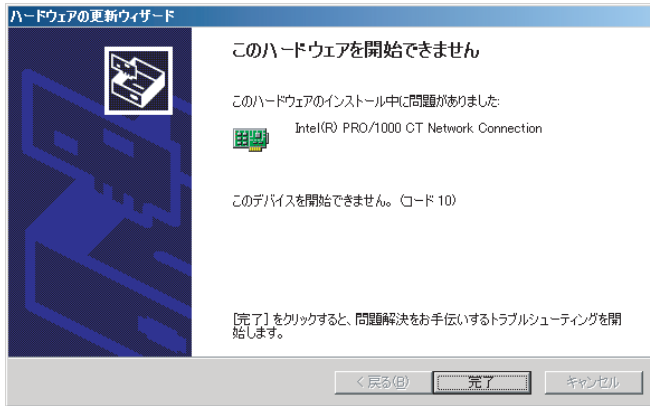 ハードウェアの更新ウィザード
このハードウェアを開始できません
このハードウェアのインストール中に問題がありました:
Intel(R) PRO/1000 CT Network Connection
このデバイスを開始できません。 (コード 10)
[完了] をクリックすると、問題解決をお手伝いするトラブルシューティングを開
始します。
< 戻る(B) 完了 キャンセル